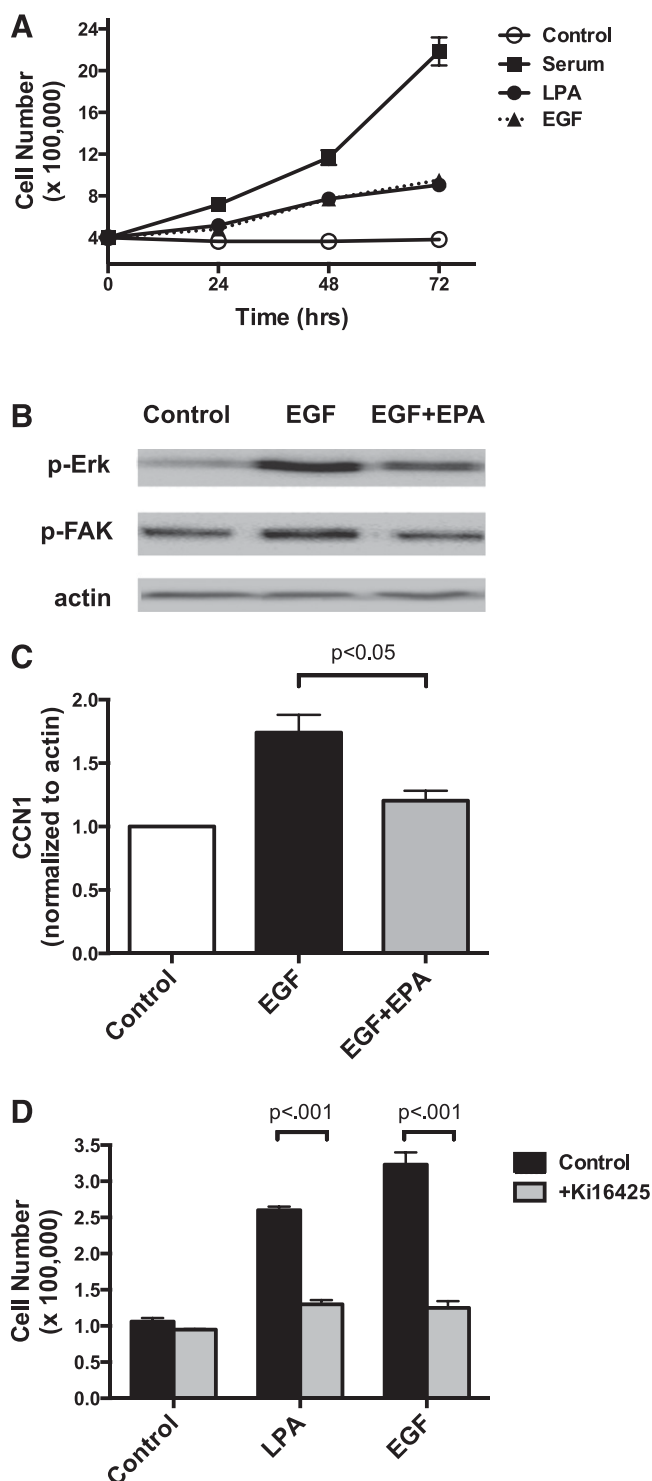 A
Cell Number
(x 100,000)
24
20
16
12
8
4
0 24 48 72
Time (hrs)
Control
Serum
LPA
EGF
B
Control EGF EGF+EPA
p-Erk
p-FAK
actin
C
p<0.05
CCN1
(normalized to actin)
2.0
1.5
1.0
0.5
0.0
Control EGF EGF+EPA
D
p<.001 p<.001
Cell Number
(x 100,000)
3.5
3.0
2.5
2.0
1.5
1.0
0.5
0.0
Control LPA EGF
Control
+Ki16425